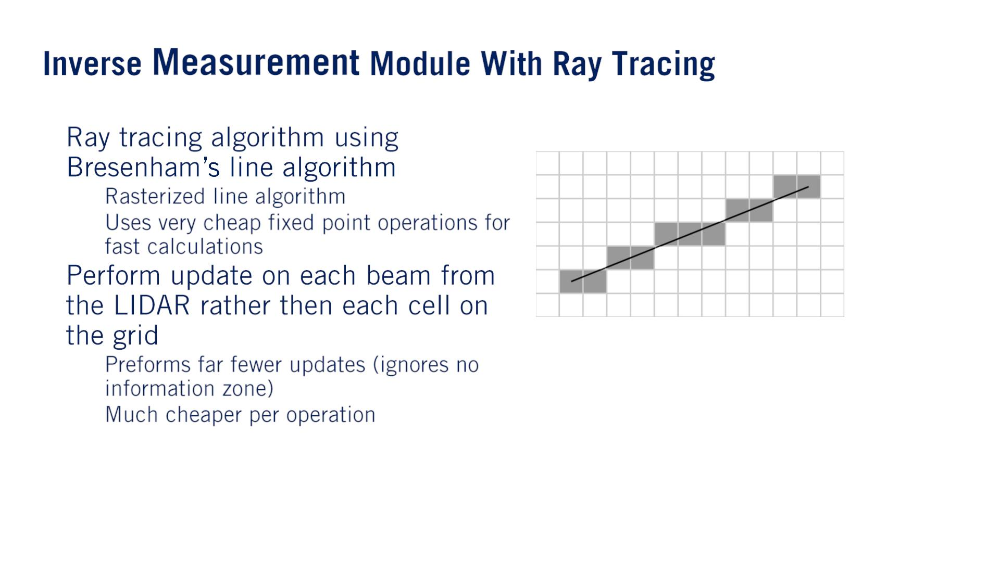 Inverse Measurement Module With Ray Tracing
Ray tracing algorithm using
Bresenham's line algorithm
Rasterized line algorithm
Uses very cheap fixed point operations for
fast calculations
Perform update on each beam from
the LIDAR rather then each cell on
the grid
Preforms far fewer updates (ignores no
information zone)
Much cheaper per operation